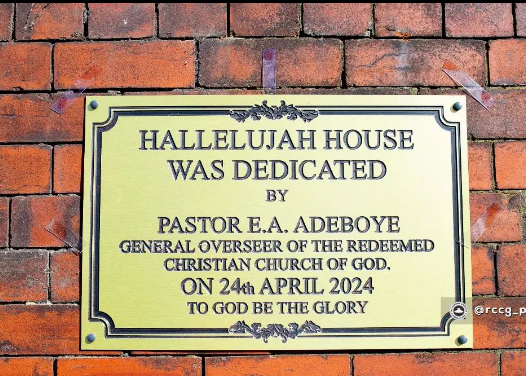 HALLELUJAH HOUSE
WAS DEDICATED
BY
PASTOR E.A. ADEBOYE
GENERAL OVERSEER OF THE REDEEMED
CHRISTIAN CHURCH OF GOD.
ON 24th APRIL 2024
TO GOD BE THE GLORY
@rccg_p